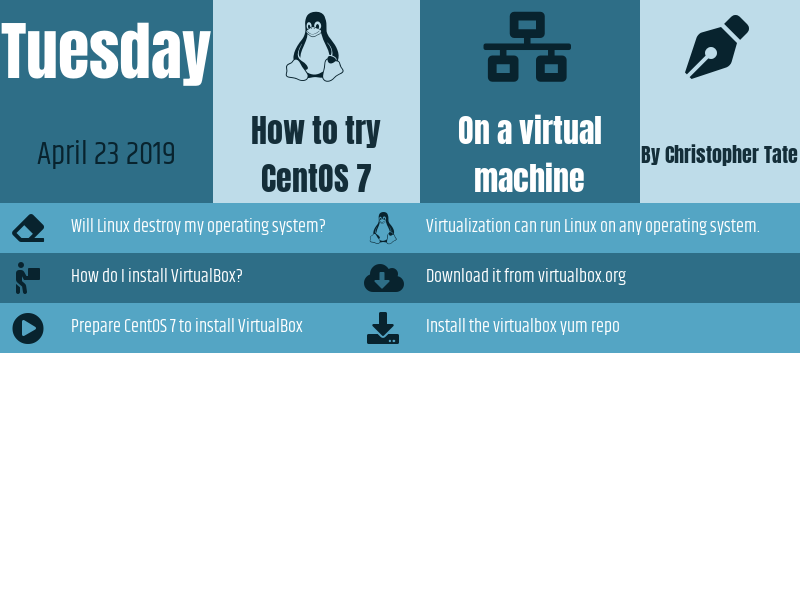 Tuesday
April 23 2019
How to try
CentOS 7
On a virtual
machine
By Christopher Tate
Will Linux destroy my operating system?
Virtualization can run Linux on any operating system.
How do I install VirtualBox?
Download it from virtualbox.org
Prepare CentOS 7 to install VirtualBox
Install the virtualbox yum repo